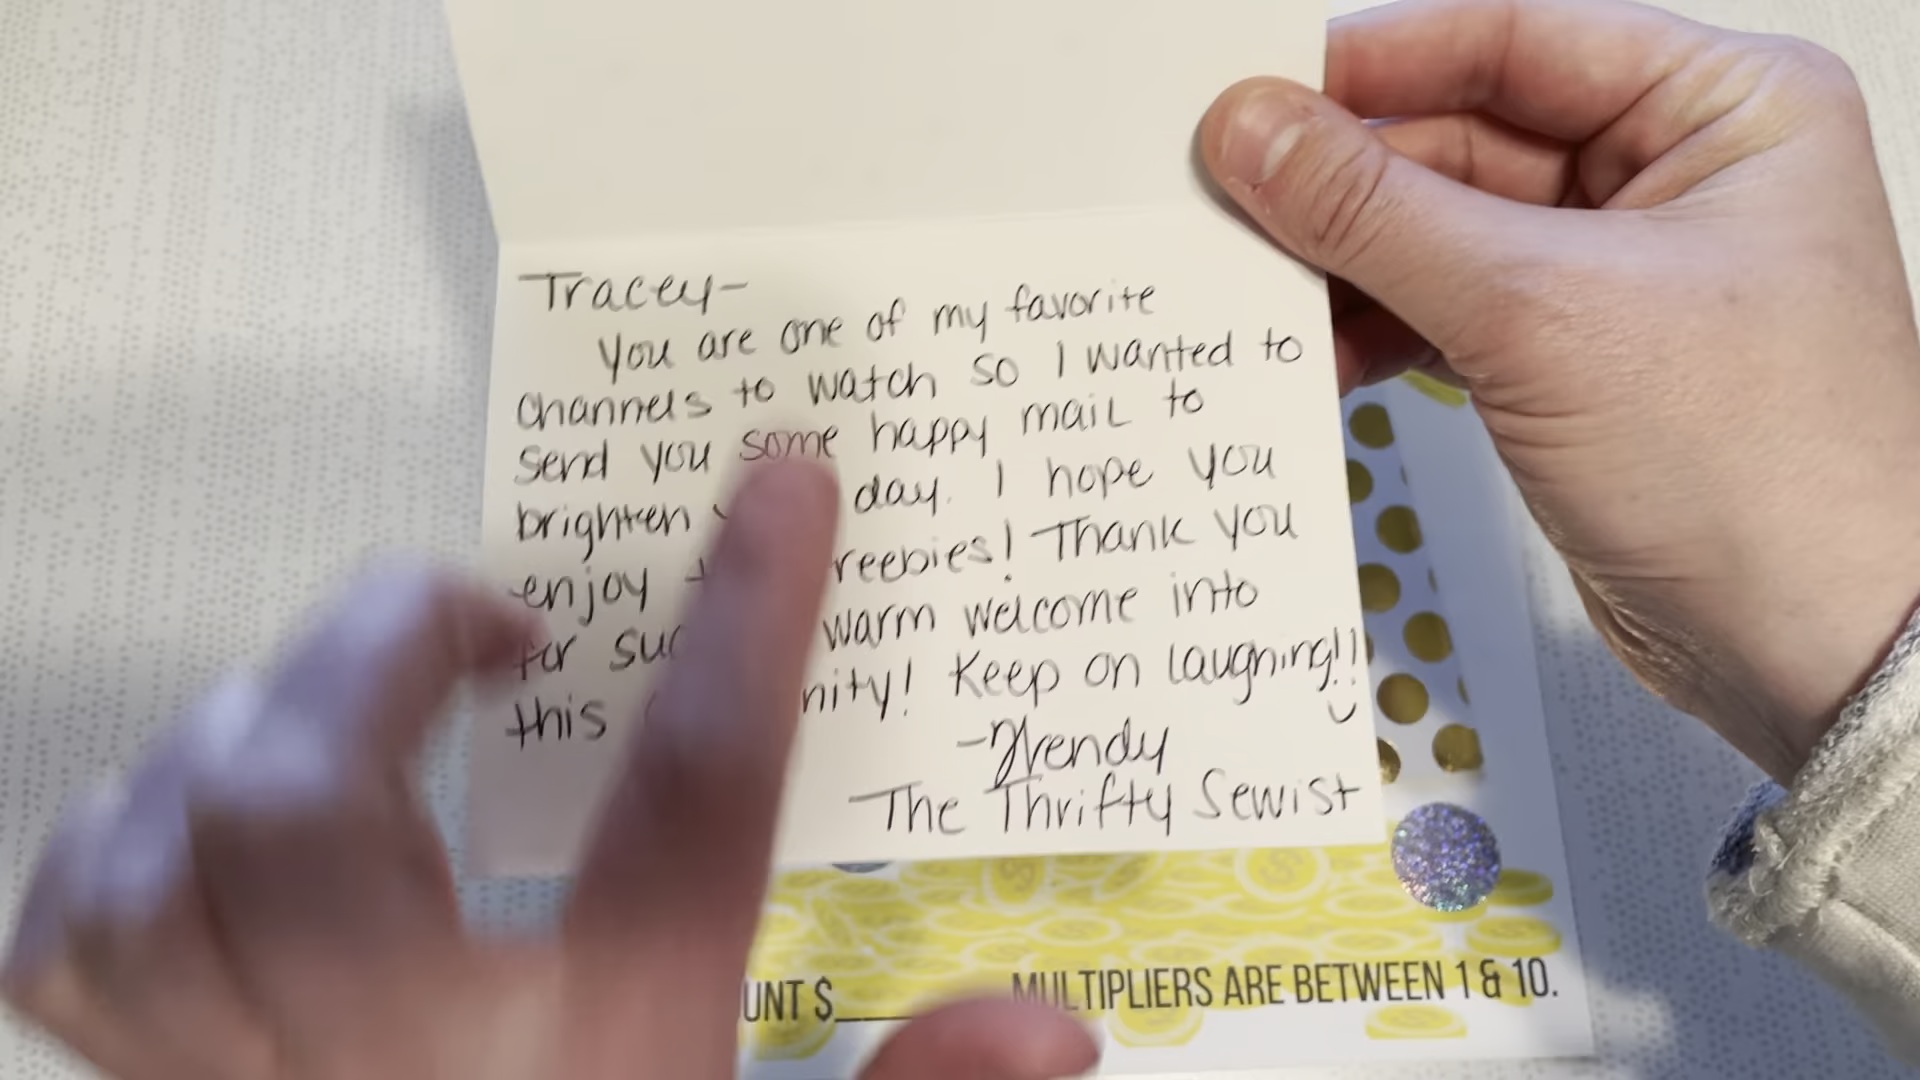 Tracey-
You are one of my favorite
channels to watch so I wanted to
send you some happy mail to
brighten day. I hope you
enjoy reebies! Thank you
for suc warm welcome into
this nity! Keep on laughing!!
-Wendy
The Thrifty Sewist
UNT $______ MULTIPLIERS ARE BETWEEN 1 & 10.